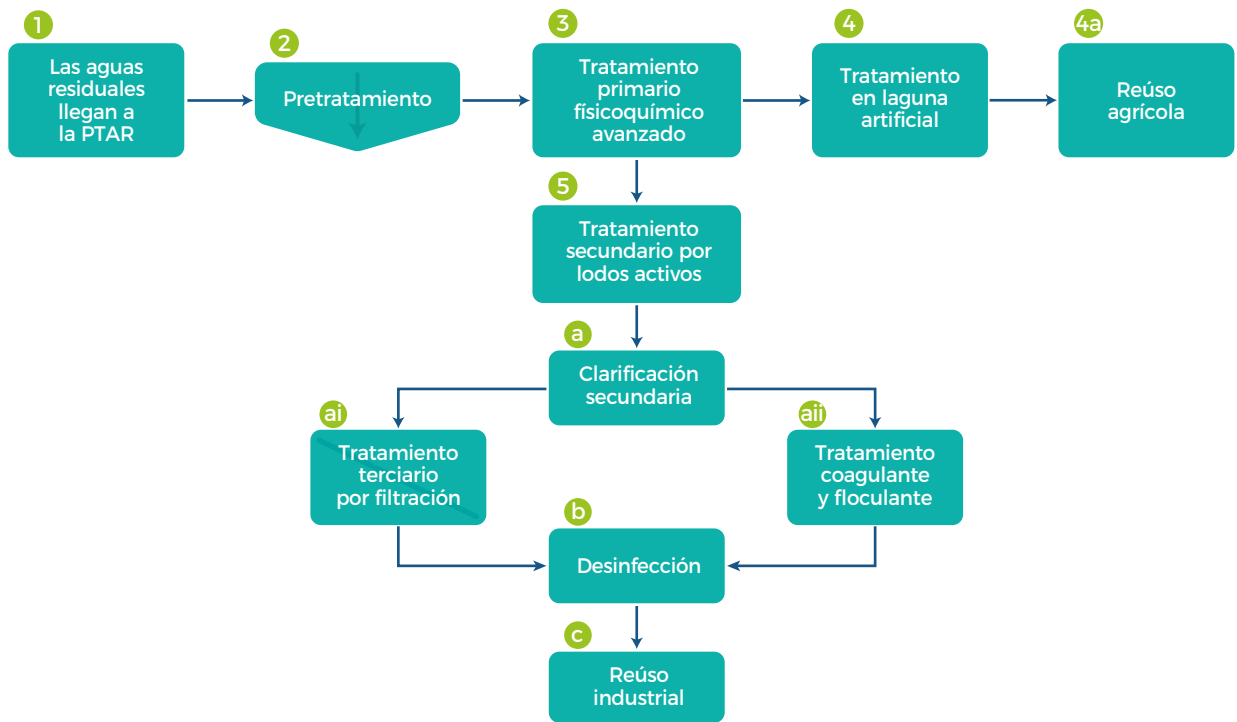 1
Las aguas
residuales
llegan a
la PTAR
2
Pretratamiento
3
Tratamiento
primario
físicoquímico
avanzado
4
Tratamiento
en laguna
artificial
4a
Reúso
agrícola
5
Tratamiento
secundario por
lodos activos
a
Clarificación
secundaria
ai
Tratamiento
terciario
por filtración
aii
Tratamiento
coagulante
y floculante
b
Desinfección
c
Reúso
industrial